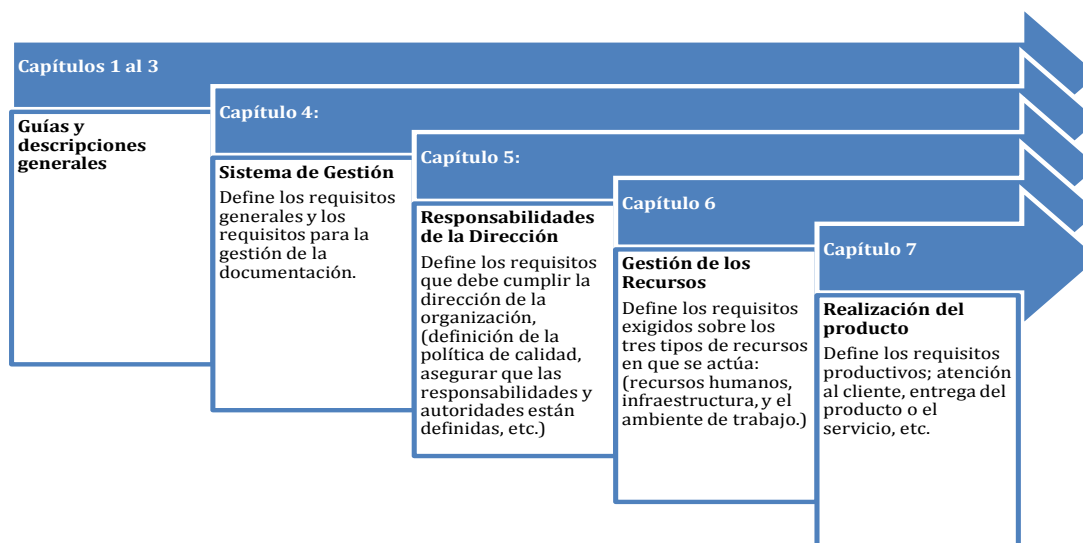 Capítulos 1 al 3
Guías y
descripciones
generales
Capítulo 4:
Sistema de Gestión
Define los requisitos
generales y los
requisitos para la
gestión de la
documentación.
Capítulo 5:
Responsabilidades
de la Dirección
Define los requisitos
que debe cumplir la
dirección de la
organización,
(definición de la
política de calidad,
asegurar que las
responsabilidades y
autoridades están
definidas, etc.)
Capítulo 6
Gestión de los
Recursos
Define los requisitos
exigidos sobre los
tres tipos de recursos
en que se actúa:
(recursos humanos,
infraestructura, y el
ambiente de trabajo.)
Capítulo 7
Realización del
producto
Define los requisitos
productivos; atención
al cliente, entrega del
producto o el
servicio, etc.